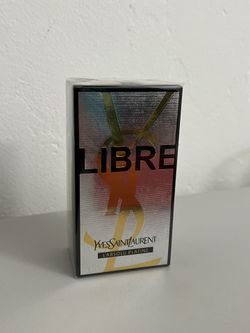 LIBRE
YVESSAINTLAURENT
L'ABSOLU PLATINE